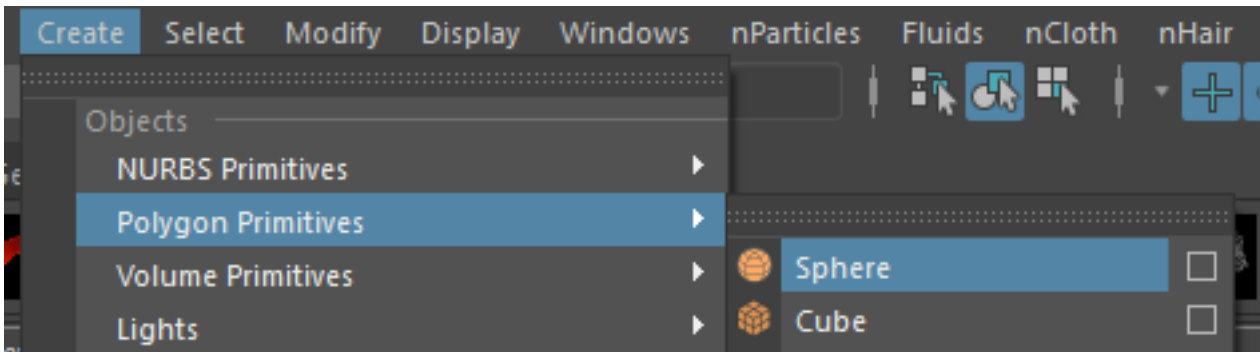 Create Select Modify Display Windows nParticles Fluids nCloth nHair
Objects
NURBS Primitives
Polygon Primitives
Sphere
Volume Primitives
Cube
Lights